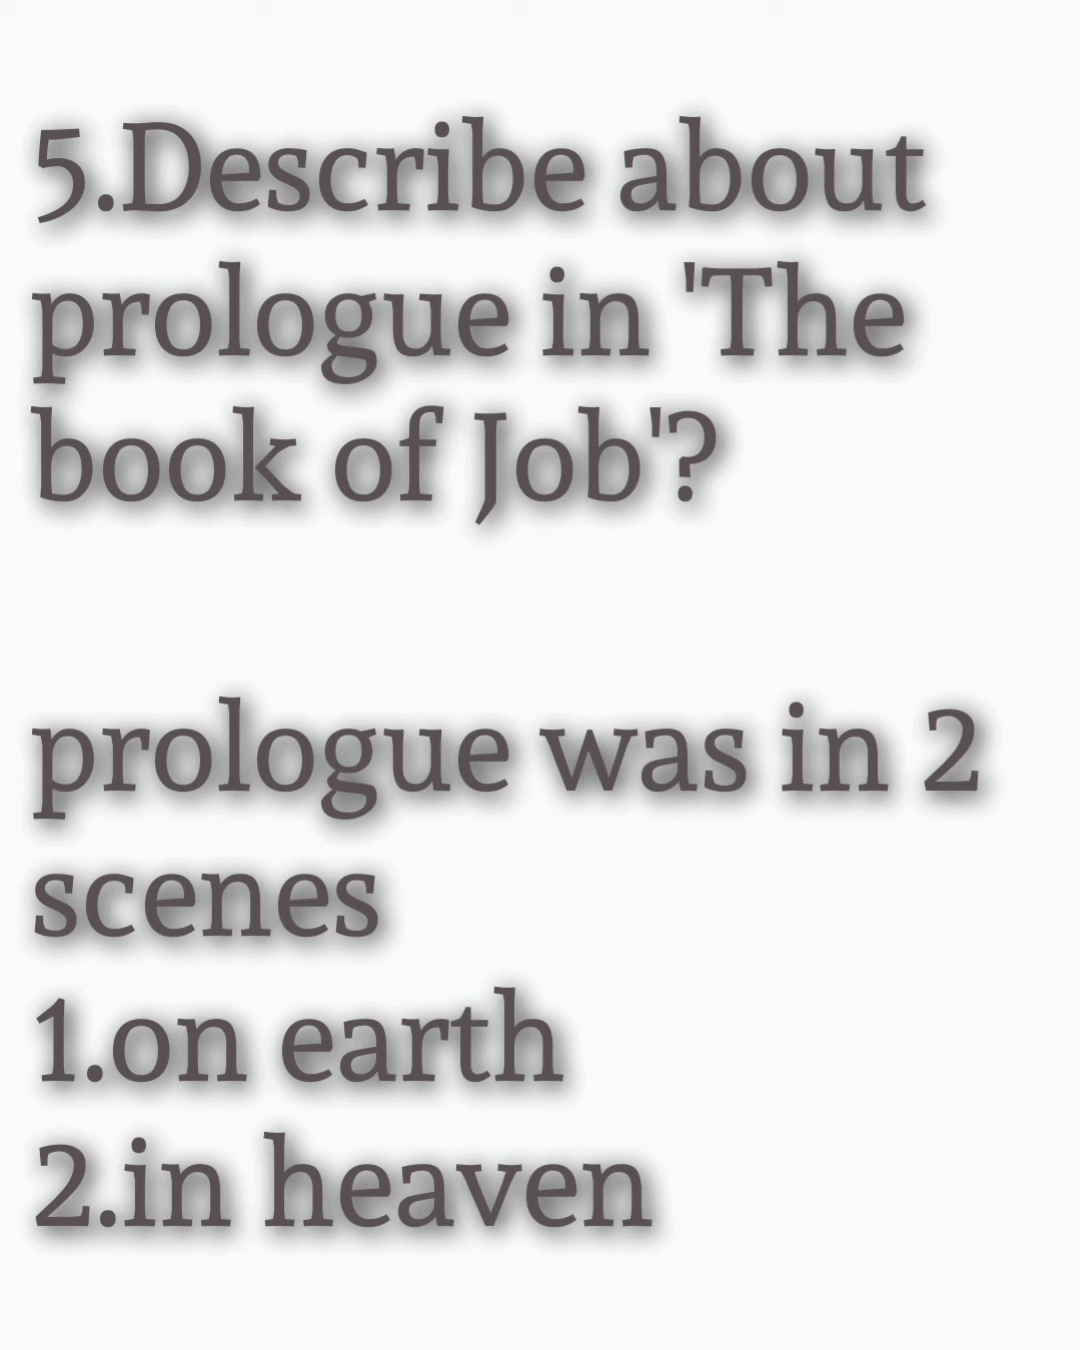 5.Describe about
prologue in 'The
book of Job'?
prologue was in 2
scenes
1.on earth
2.in heaven